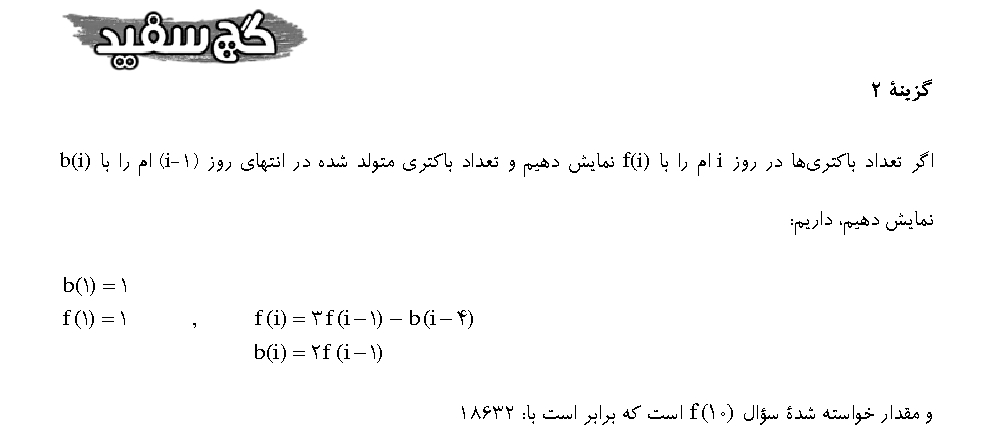 گچ سفید
گزینهٔ ۲
اگر تعداد باکتری‌ها در روز i ام را با f(i) نمایش دهیم و تعداد باکتری متولد شده در انتهای روز (i-۱) ام را با b(i)
نمایش دهیم، داریم:
b(۱) = ۱
f(۱) = ۱ , f(i) = ۳f(i-۱) - b(i-۴)
b(i) = ۲f(i-۱)
و مقدار خواسته شدهٔ سؤال f(۱۰) است که برابر است با: ۱۸۶۳۲